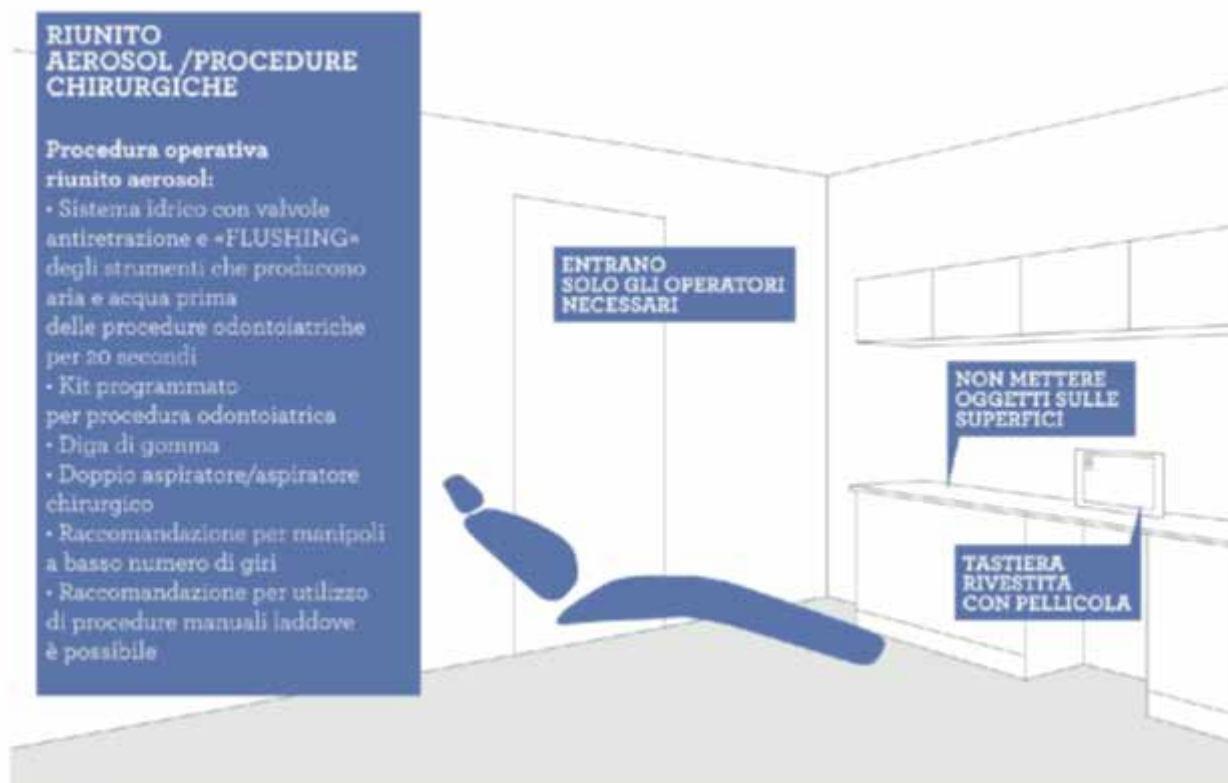 RIUNITO
AEROSOL /PROCEDURE
CHIRURGICHE
Procedura operativa
riunito aerosol:
• Sistema idrico con valvole
antiretrazione e «FLUSHING»
degli strumenti che producono
aria e acqua prima
delle procedure odontoiatriche
per 20 secondi
• Kit programmato
per procedura odontoiatrica
• Diga di gomma
• Doppio aspiratore/aspiratore
chirurgico
• Raccomandazione per manipoli
a basso numero di giri
• Raccomandazione per utilizzo
di procedure manuali laddove
è possibile
ENTRANO
SOLO GLI OPERATORI
NECESSARI
NON METTERE
OGGETTI SULLE
SUPERFICI
TASTIERA
RIVESTITA
CON PELLICOLA